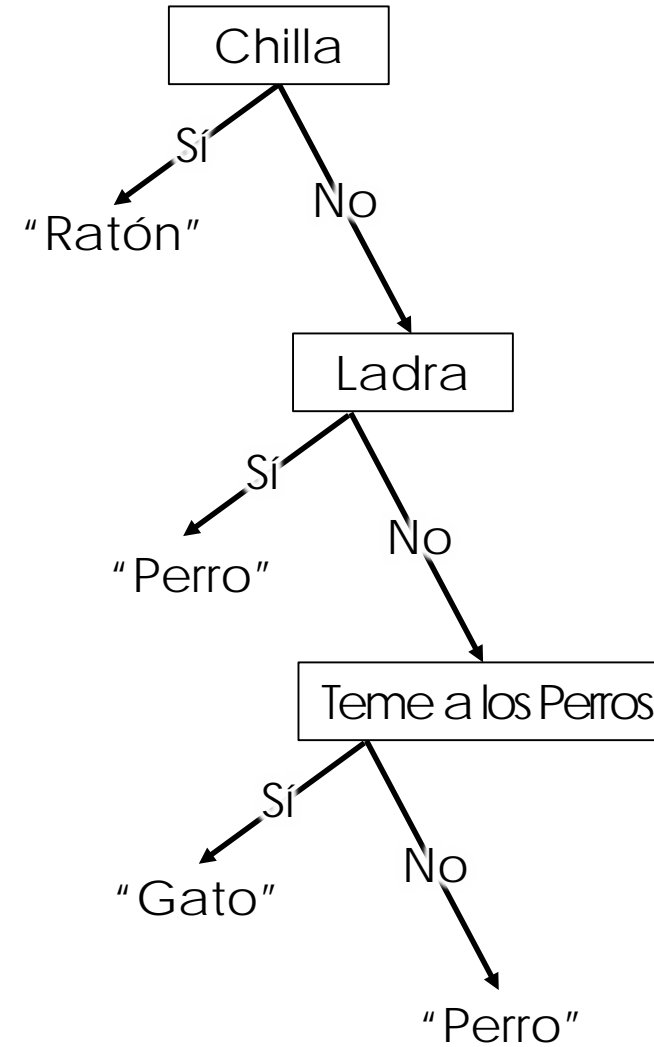 Chilla
Sí
No
"Ratón"
Ladra
Sí
No
"Perro"
Teme a los Perros
Sí
No
"Gato"
"Perro"